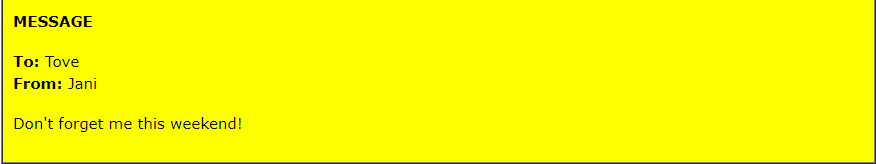 MESSAGE
To: Tove
From: Jani
Don't forget me this weekend!